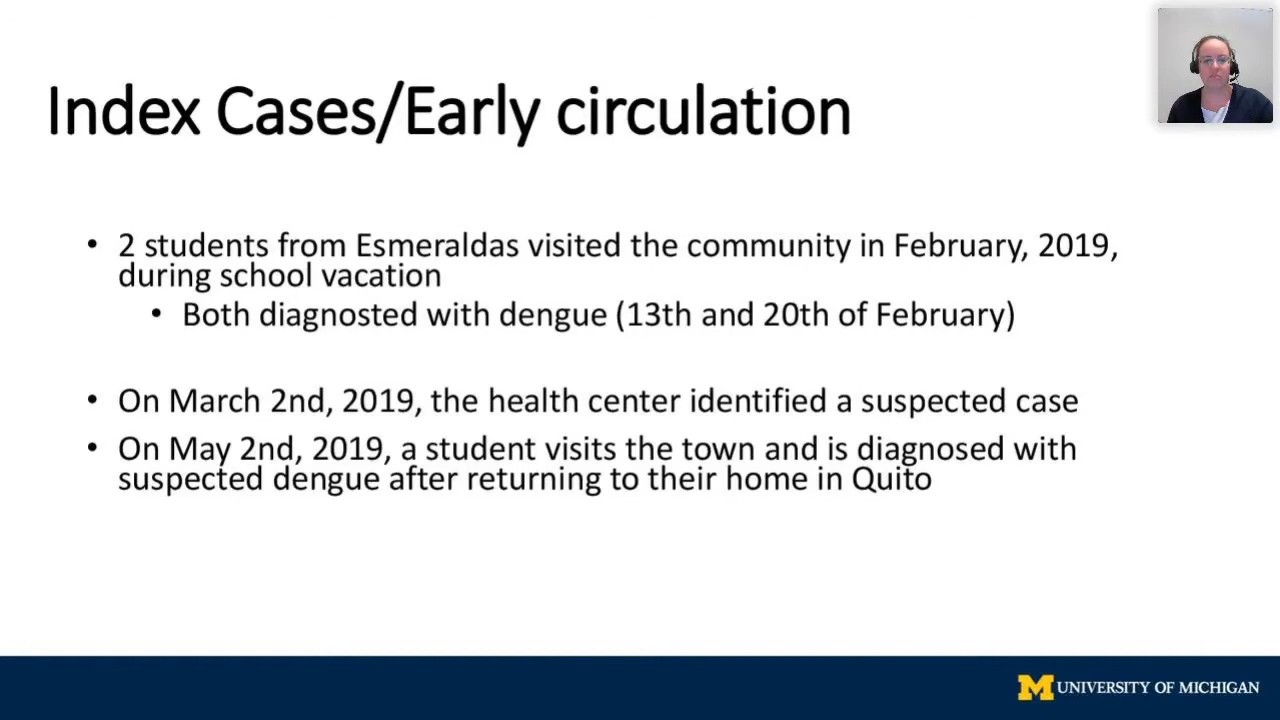 Index Cases/Early circulation
• 2 students from Esmeraldas visited the community in February, 2019,
during school vacation
• Both diagnosted with dengue (13th and 20th of February)
• On March 2nd, 2019, the health center identified a suspected case
• On May 2nd, 2019, a student visits the town and is diagnosed with
suspected dengue after returning to their home in Quito
M UNIVERSITY OF MICHIGAN